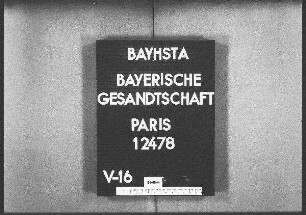 BAYHSTA
BAYERISCHE
GESANDTSCHAFT
PARIS
12478
V-16